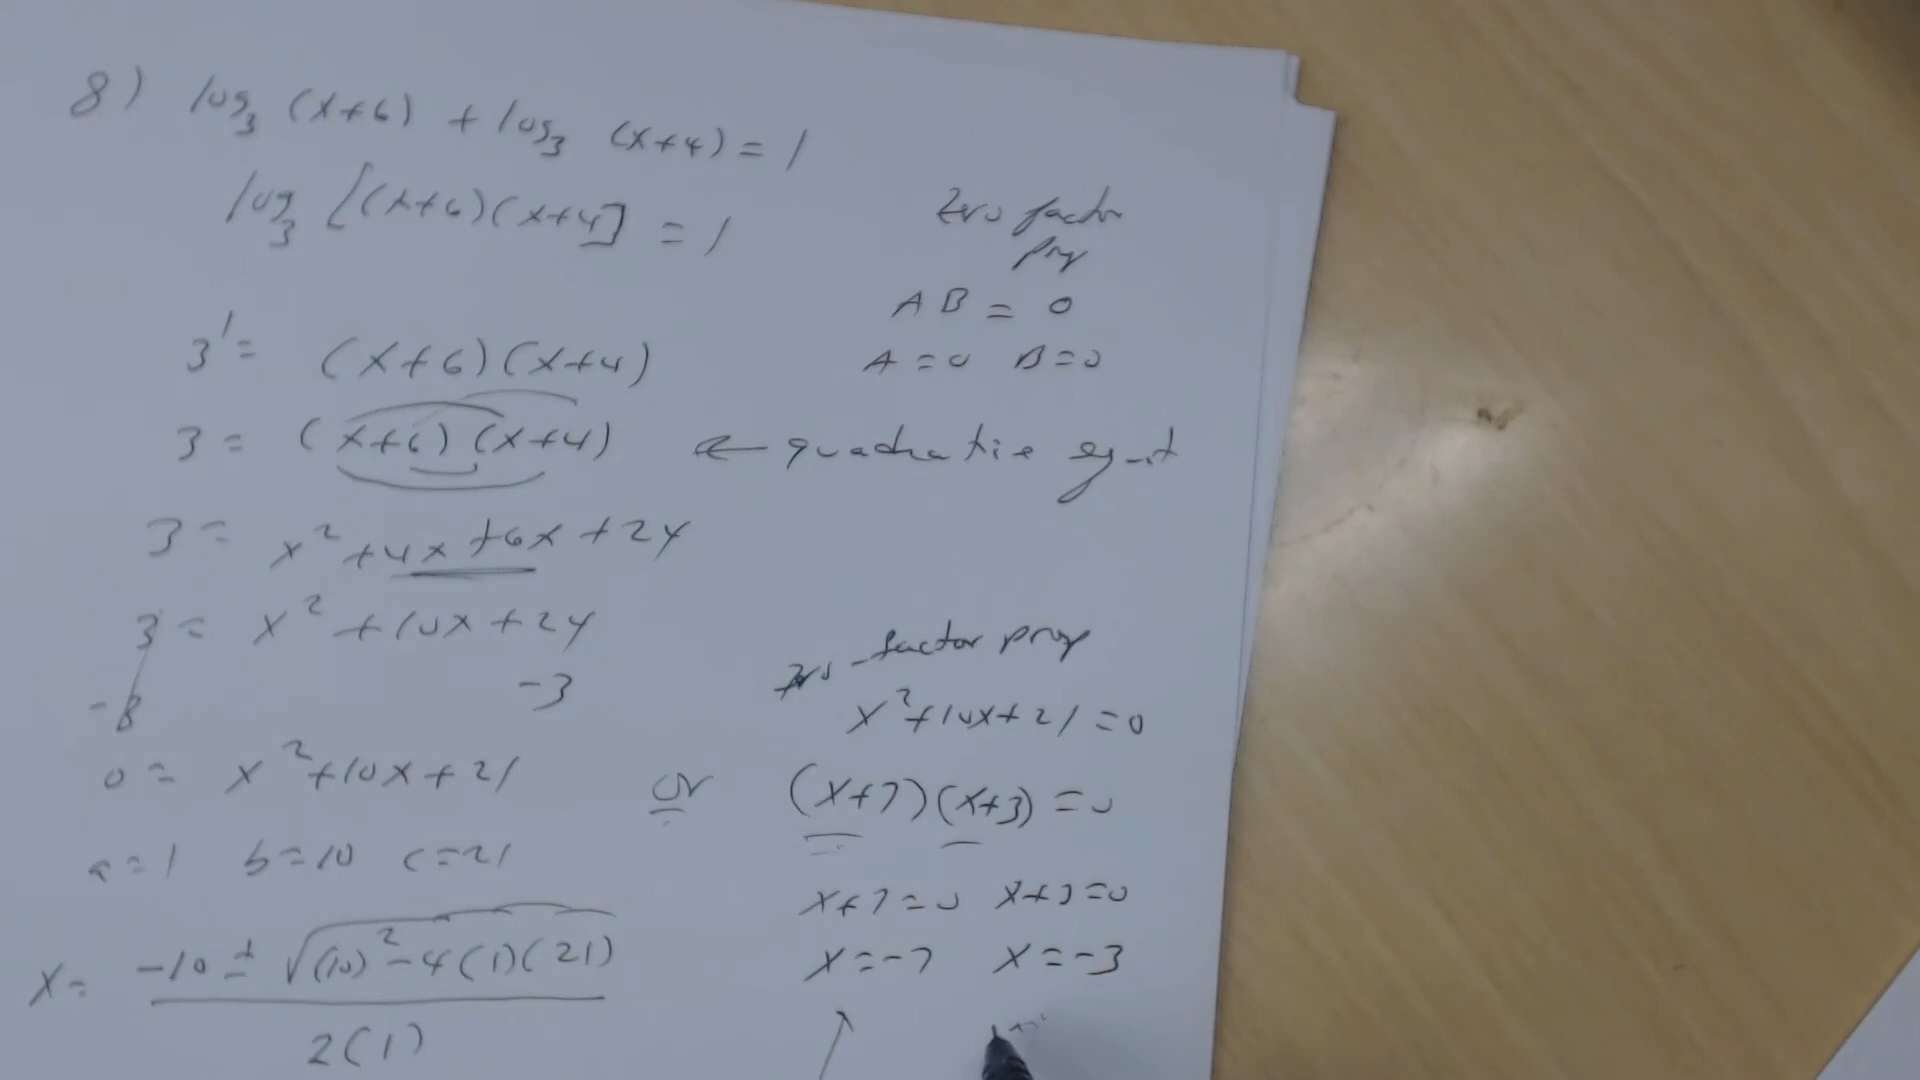 8) log₃ (x+6) + log₃ (x+4) = 1
log₃ [(x+6)(x+4] = 1
3¹ = (x+6)(x+4)
3 = (x+6)(x+4) ← quadratic
3 = x² + 4x + 6x + 24
3 = x² + 10x + 24
-3 -3
0 = x² + 10x + 21 or
a = 1 b = 10 c = 21
x = -10 ± √(10)² - 4(1)(21)
2(1)
Zero factor
prop
AB = 0
A = 0 B = 0
-factor prop
x² + 10x + 21 = 0
(x+7)(x+3) = 0
x+7 = 0 x+3 = 0
x = -7 x = -3